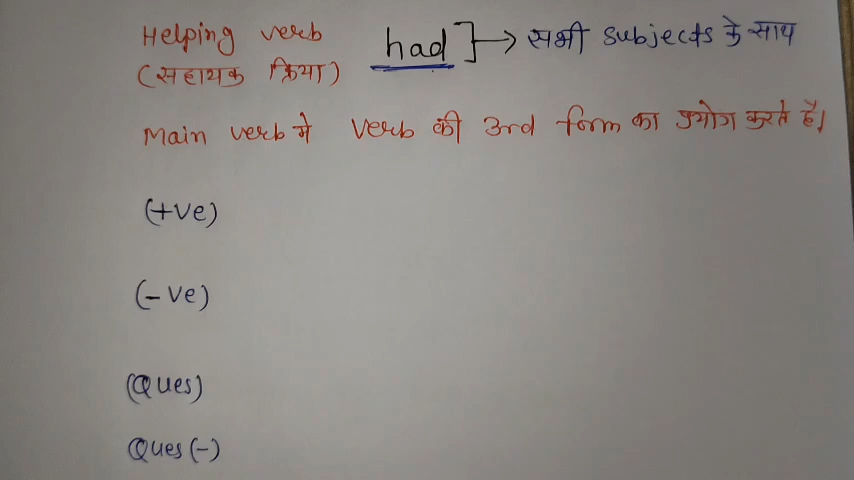 Helping verb had ]→ सभी subjects के साथ
(सहायक क्रिया)
Main verb मे verb की 3rd form का प्रयोग करते है।
(+ve)
(-ve)
(Ques)
Ques (-)